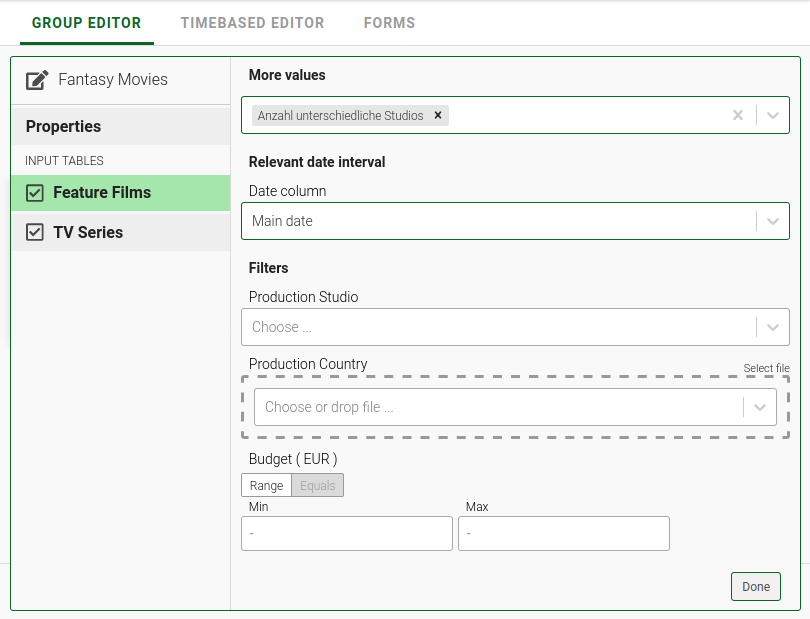 GROUP EDITOR TIMEBASED EDITOR FORMS
Fantasy Movies
Properties
INPUT TABLES
Feature Films
TV Series
More values
Anzahl unterschiedliche Studios
Relevant date interval
Date column
Main date
Filters
Production Studio
Choose ...
Production Country
Select file
Choose or drop file ...
Budget ( EUR )
Range Equals
Min Max
- -
Done